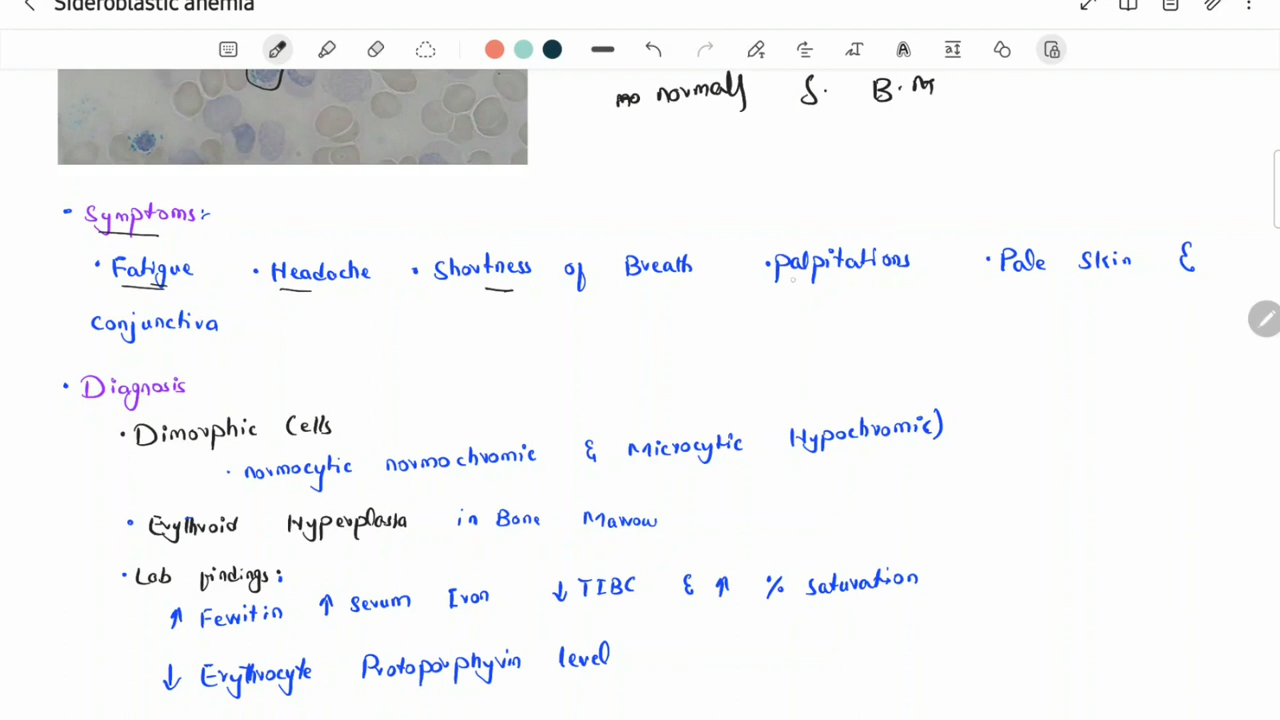 Sideroblastic anemia
no normally S. B.M
• Symptoms:
• Fatigue • Headache • Shortness of Breath • palpitations • Pale Skin &
conjunctiva
• Diagnosis
• Dimorphic Cells
• normocytic normochromic & Microcytic Hypochromic)
• Erythroid Hyperplasia in Bone Marrow
• Lab findings:
↑ Ferritin ↑ serum Iron ↓ TIBC & ↑ % saturation
↓ Erythrocyte Protoporphyrin level